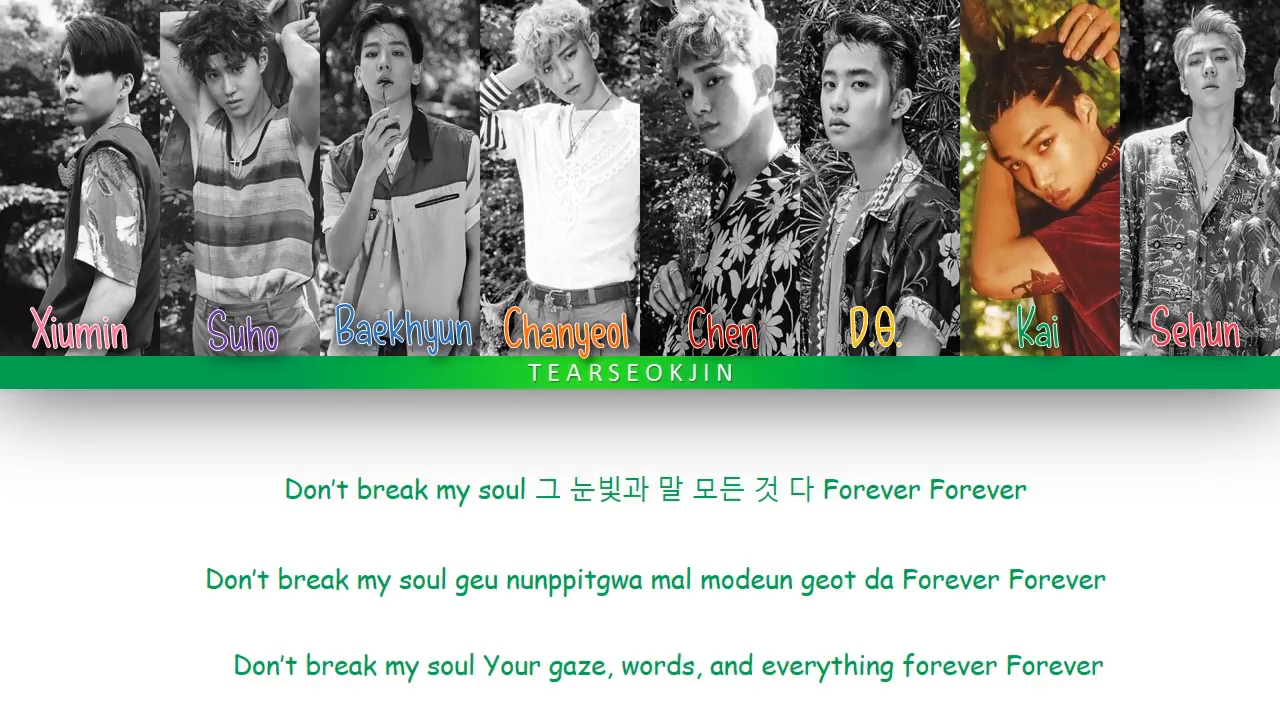 Xiumin Suho Baekhyun Chanyeol Chen D.O. Kai Sehun
TEARSEOKJIN
Don't break my soul 그 눈빛과 말 모든 것 다 Forever Forever
Don't break my soul geu nunppitgwa mal modeun geot da Forever Forever
Don't break my soul Your gaze, words, and everything forever Forever